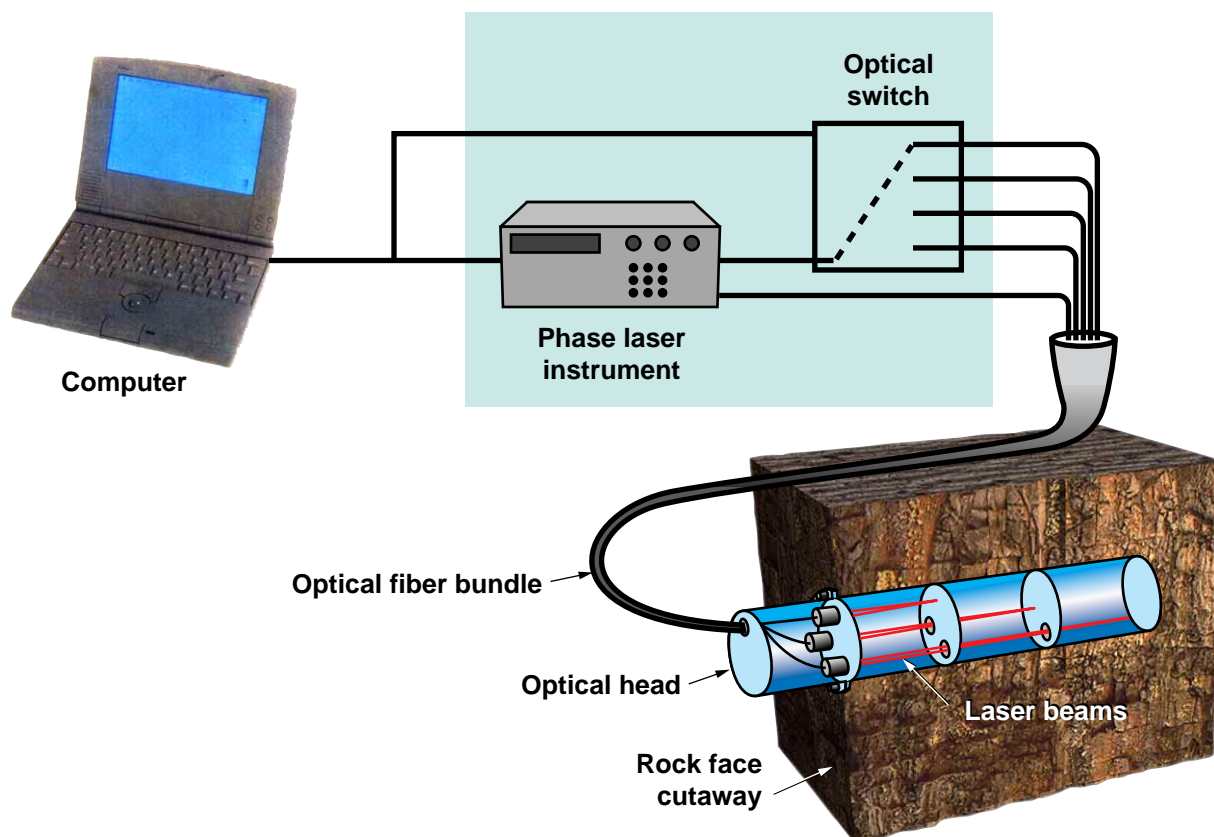 Optical
switch
Phase laser
instrument
Computer
Optical fiber bundle
Optical head
Laser beams
Rock face
cutaway